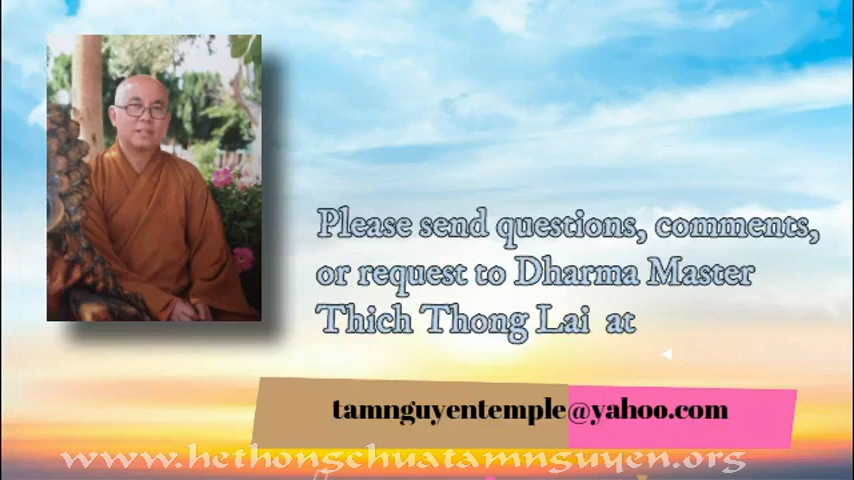 Please send questions, comments,
or request to Dharma Master
Thich Thong Lai at
tamnguyentemple@yahoo.com
www.hethongchuatamnguyen.org